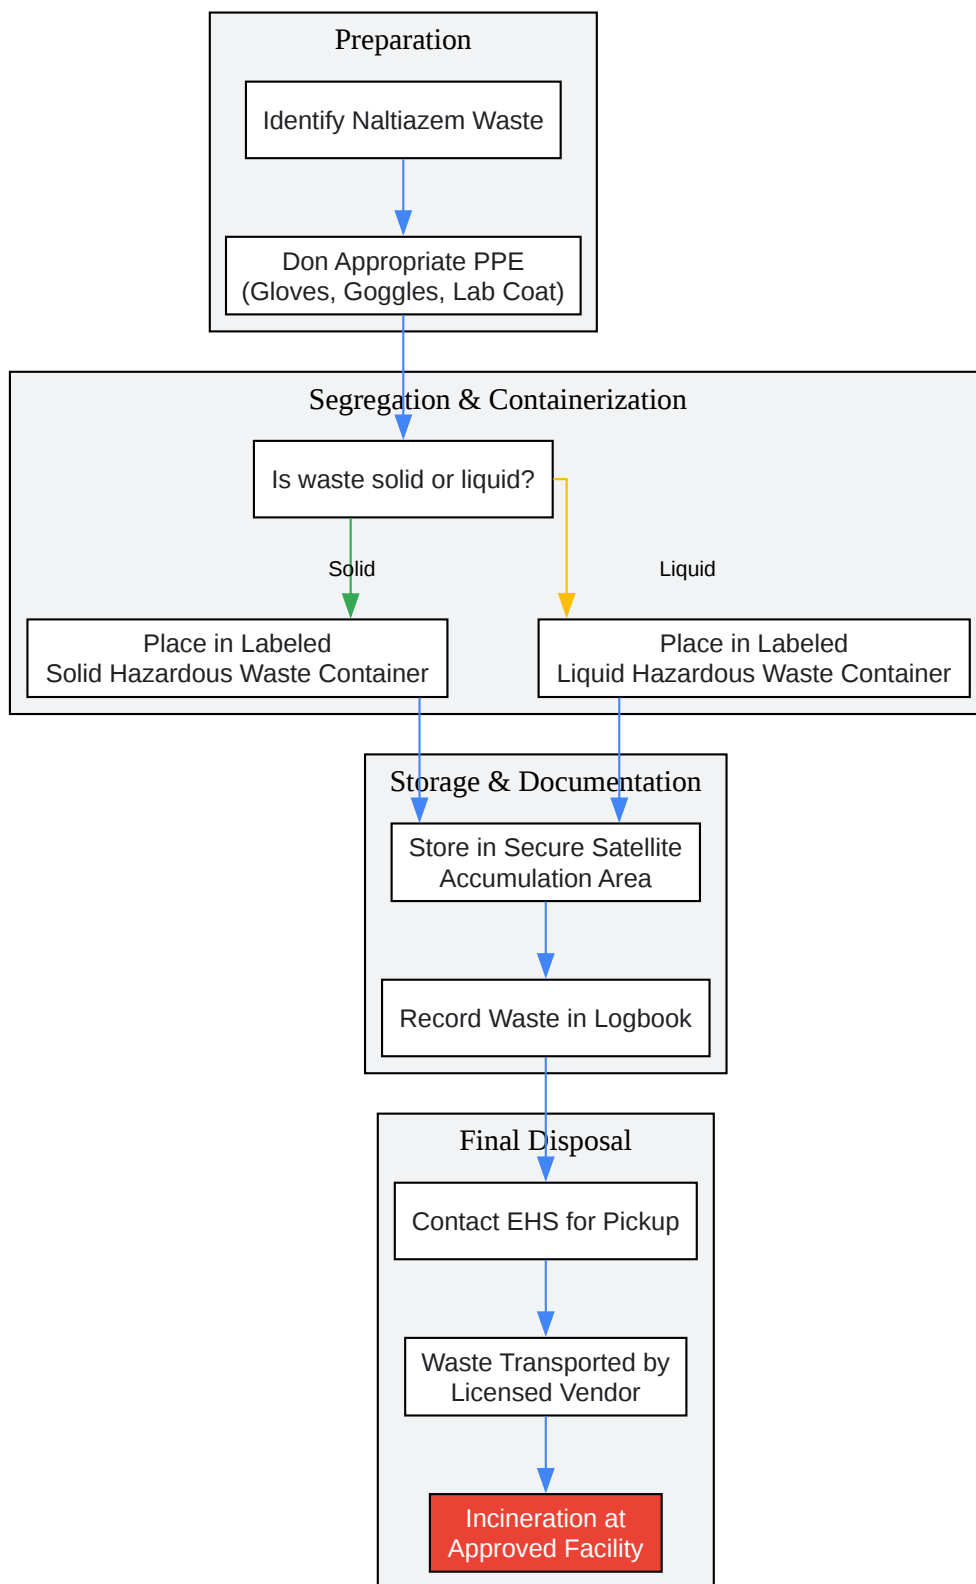 Preparation
Identify Naltiazem Waste
Don Appropriate PPE
(Gloves, Goggles, Lab Coat)
Segregation & Containerization
Is waste solid or liquid?
Solid
Liquid
Place in Labeled
Solid Hazardous Waste Container
Place in Labeled
Liquid Hazardous Waste Container
Storage & Documentation
Store in Secure Satellite
Accumulation Area
Record Waste in Logbook
Final Disposal
Contact EHS for Pickup
Waste Transported by
Licensed Vendor
Incineration at
Approved Facility